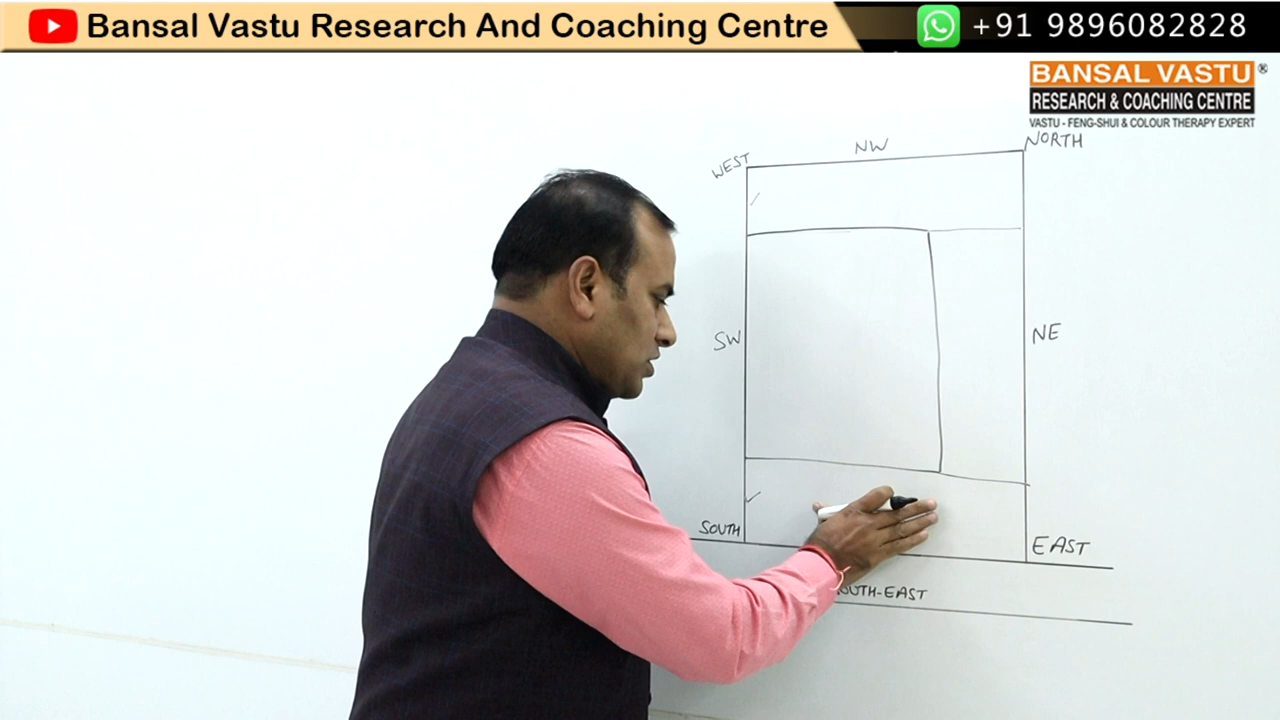 Bansal Vastu Research And Coaching Centre
+91 9896082828
BANSAL VASTU ®
RESEARCH & COACHING CENTRE
VASTU - FENG-SHUI & COLOUR THERAPY EXPERT
WEST
NW
NORTH
SW
NE
SOUTH
EAST
OUTH-EAST